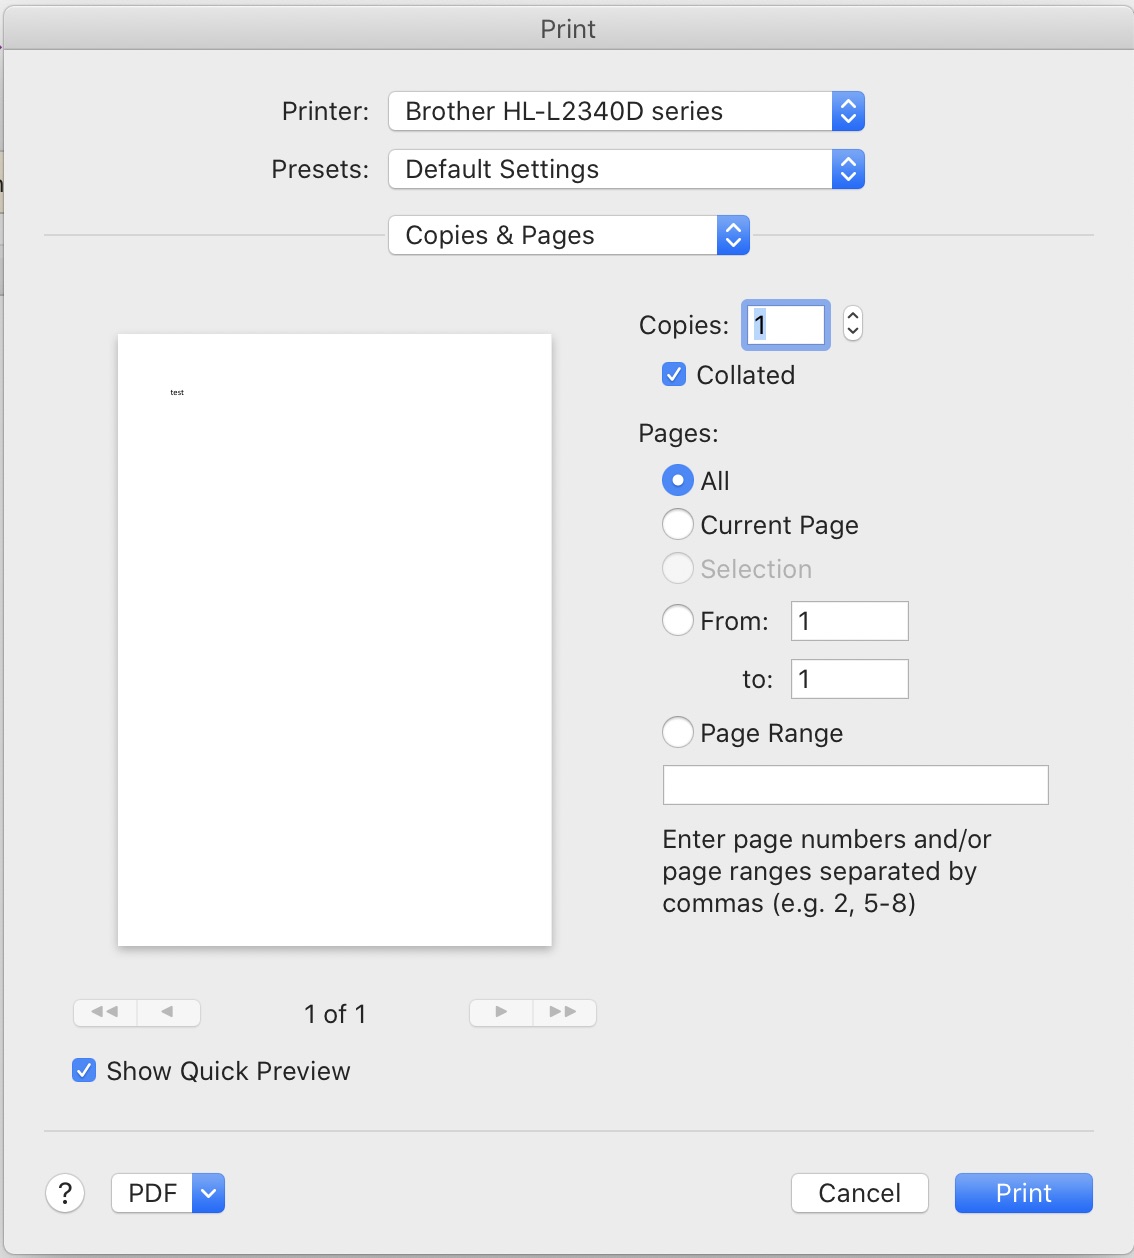 Print
Printer: Brother HL-L2340D series
Presets: Default Settings
Copies & Pages
Copies: 1
Collated
test
Pages:
All
Current Page
Selection
From: 1
to: 1
Page Range
Enter page numbers and/or
page ranges separated by
commas (e.g. 2, 5-8)
1 of 1
Show Quick Preview
? PDF Cancel Print